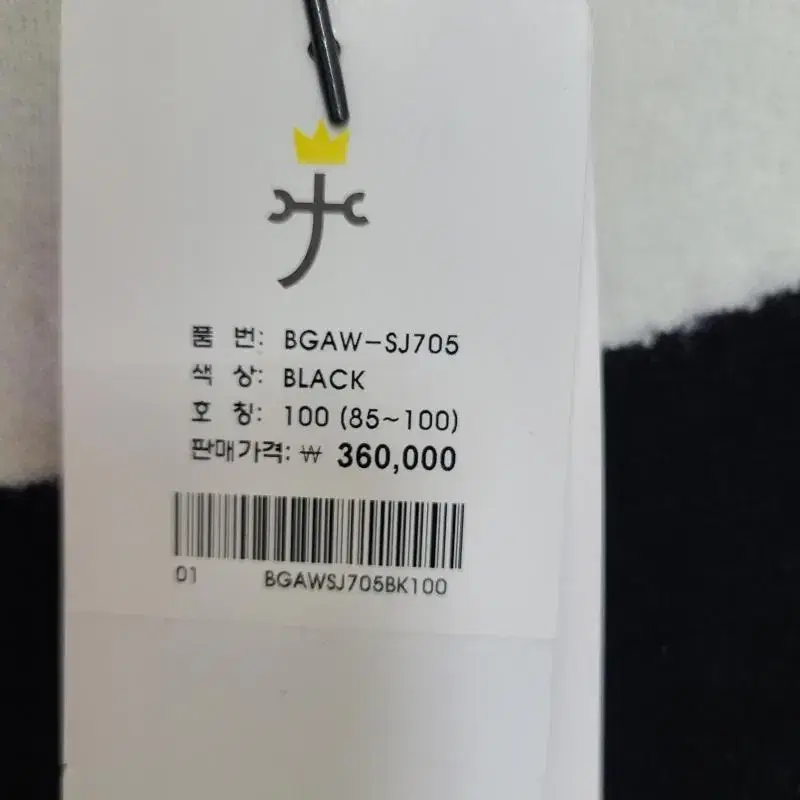 품 번: BGAW-SJ705
색 상: BLACK
호 칭: 100 (85~100)
판매가격: ₩ 360,000
01 BGAWSJ705BK100